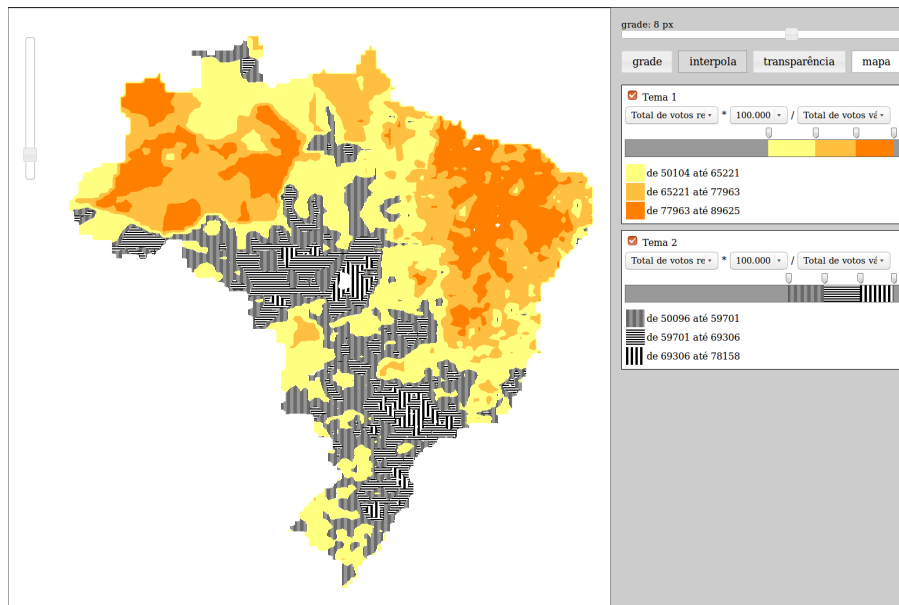 grade: 8 px
grade interpola transparência mapa
Tema 1
Total de votos re * 100.000 / Total de votos vá
de 50104 até 65221
de 65221 até 77963
de 77963 até 89625
Tema 2
Total de votos re * 100.000 / Total de votos vá
de 50096 até 59701
de 59701 até 69306
de 69306 até 78158